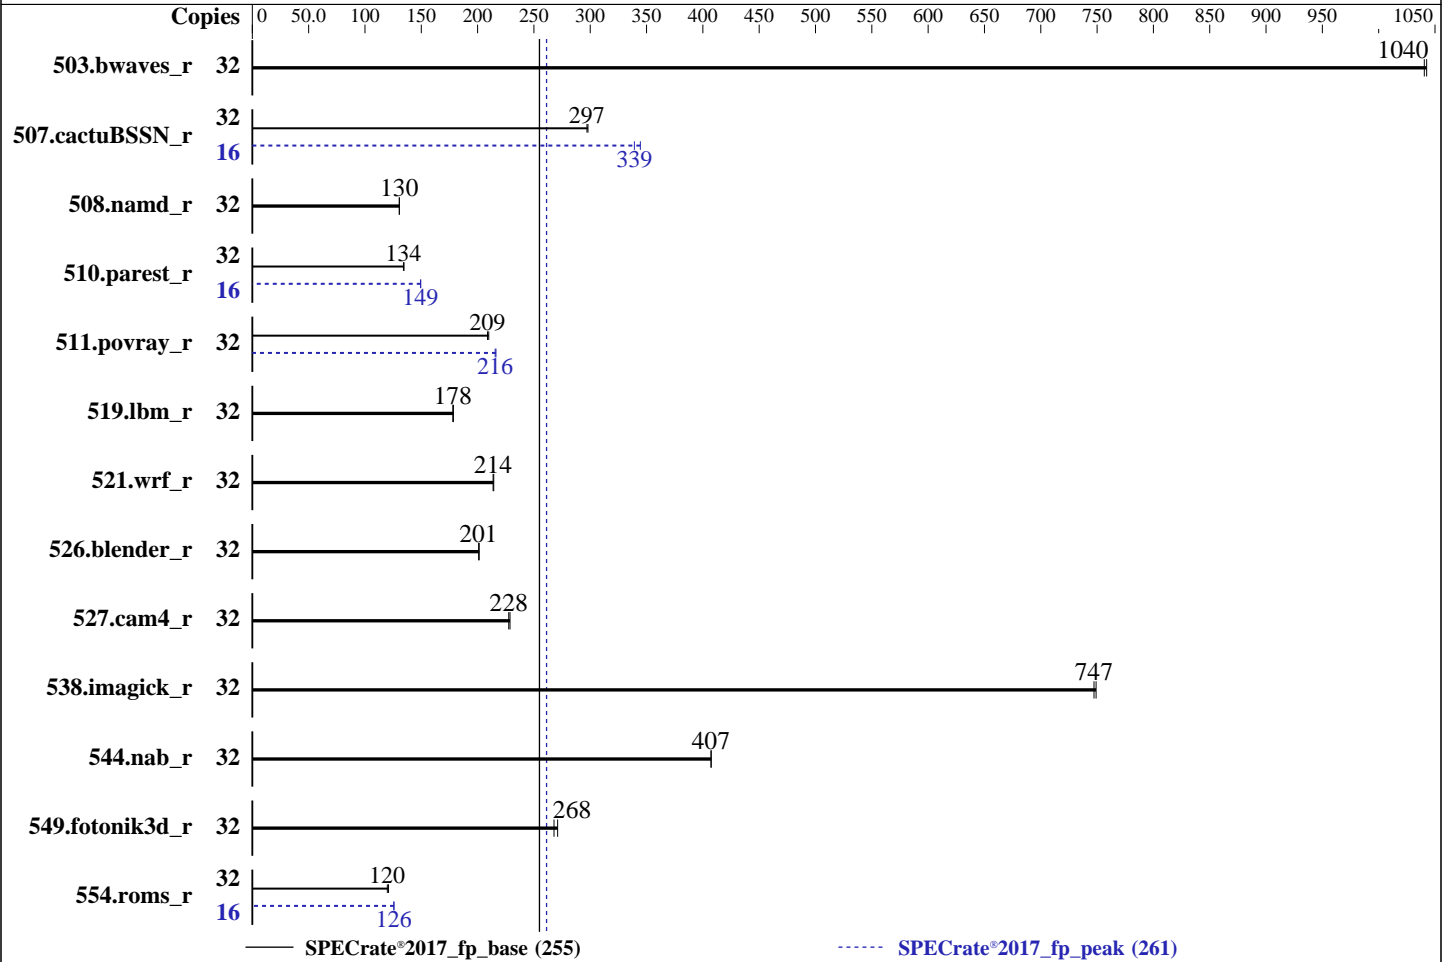 Copies 0 50.0 100 150 200 250 300 350 400 450 500 550 600 650 700 750 800 850 900 950 1050
503.bwaves_r 32 1040
507.cactuBSSN_r 32 297
16 339
508.namd_r 32 130
510.parest_r 32 134
16 149
511.povray_r 32 209
216
519.lbm_r 32 178
521.wrf_r 32 214
526.blender_r 32 201
527.cam4_r 32 228
538.imagick_r 32 747
544.nab_r 32 407
549.fotonik3d_r 32 268
554.roms_r 32 120
16 126
SPECrate®2017_fp_base (255) SPECrate®2017_fp_peak (261)